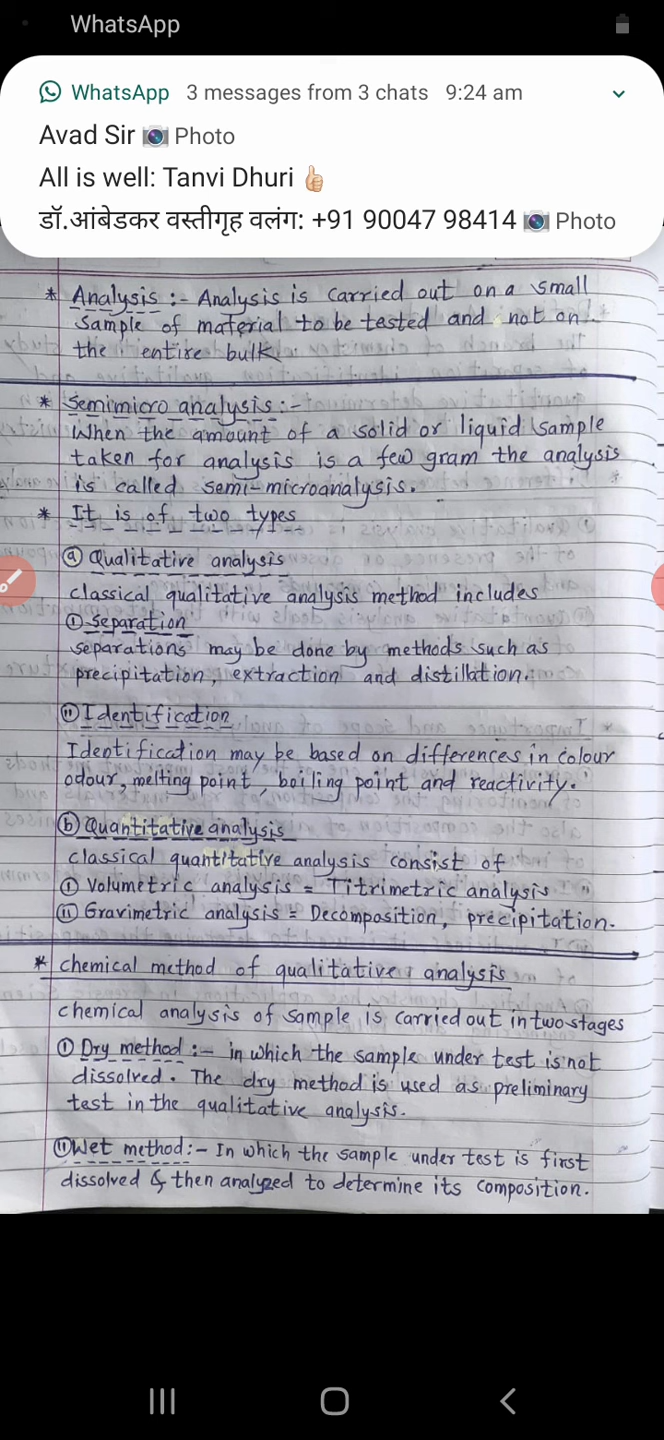 WhatsApp
WhatsApp 3 messages from 3 chats 9:24 am
Avad Sir 📷 Photo
All is well: Tanvi Dhuri 👍🏻
डॉ.आंबेडकर वस्तीगृह वलंग: +91 90047 98414 📷 Photo
* Analysis :- Analysis is carried out on a small
sample of material to be tested and not on
the entire bulk.
* Semimicro analysis :-
When the amount of a solid or liquid sample
taken for analysis is a few gram the analysis
is called semi-microanalysis.
* It is of two types
ⓐ Qualitative analysis
classical qualitative analysis method includes
ⓘ Separation
separations may be done by methods such as
precipitation, extraction and distillation.
ⓘⓘ Identification
Identification may be based on differences in colour
odour, melting point, boiling point and reactivity.
ⓑ Quantitative analysis
classical quantitative analysis consist of
ⓘ Volumetric analysis = Titrimetric analysis
ⓘⓘ Gravimetric analysis = Decomposition, precipitation.
* chemical method of qualitative analysis
chemical analysis of sample is carried out in two stages
ⓘ Dry method :- in which the sample under test is not
dissolved. The dry method is used as preliminary
test in the qualitative analysis.
ⓘⓘ Wet method :- In which the sample under test is first
dissolved & then analyzed to determine its composition.